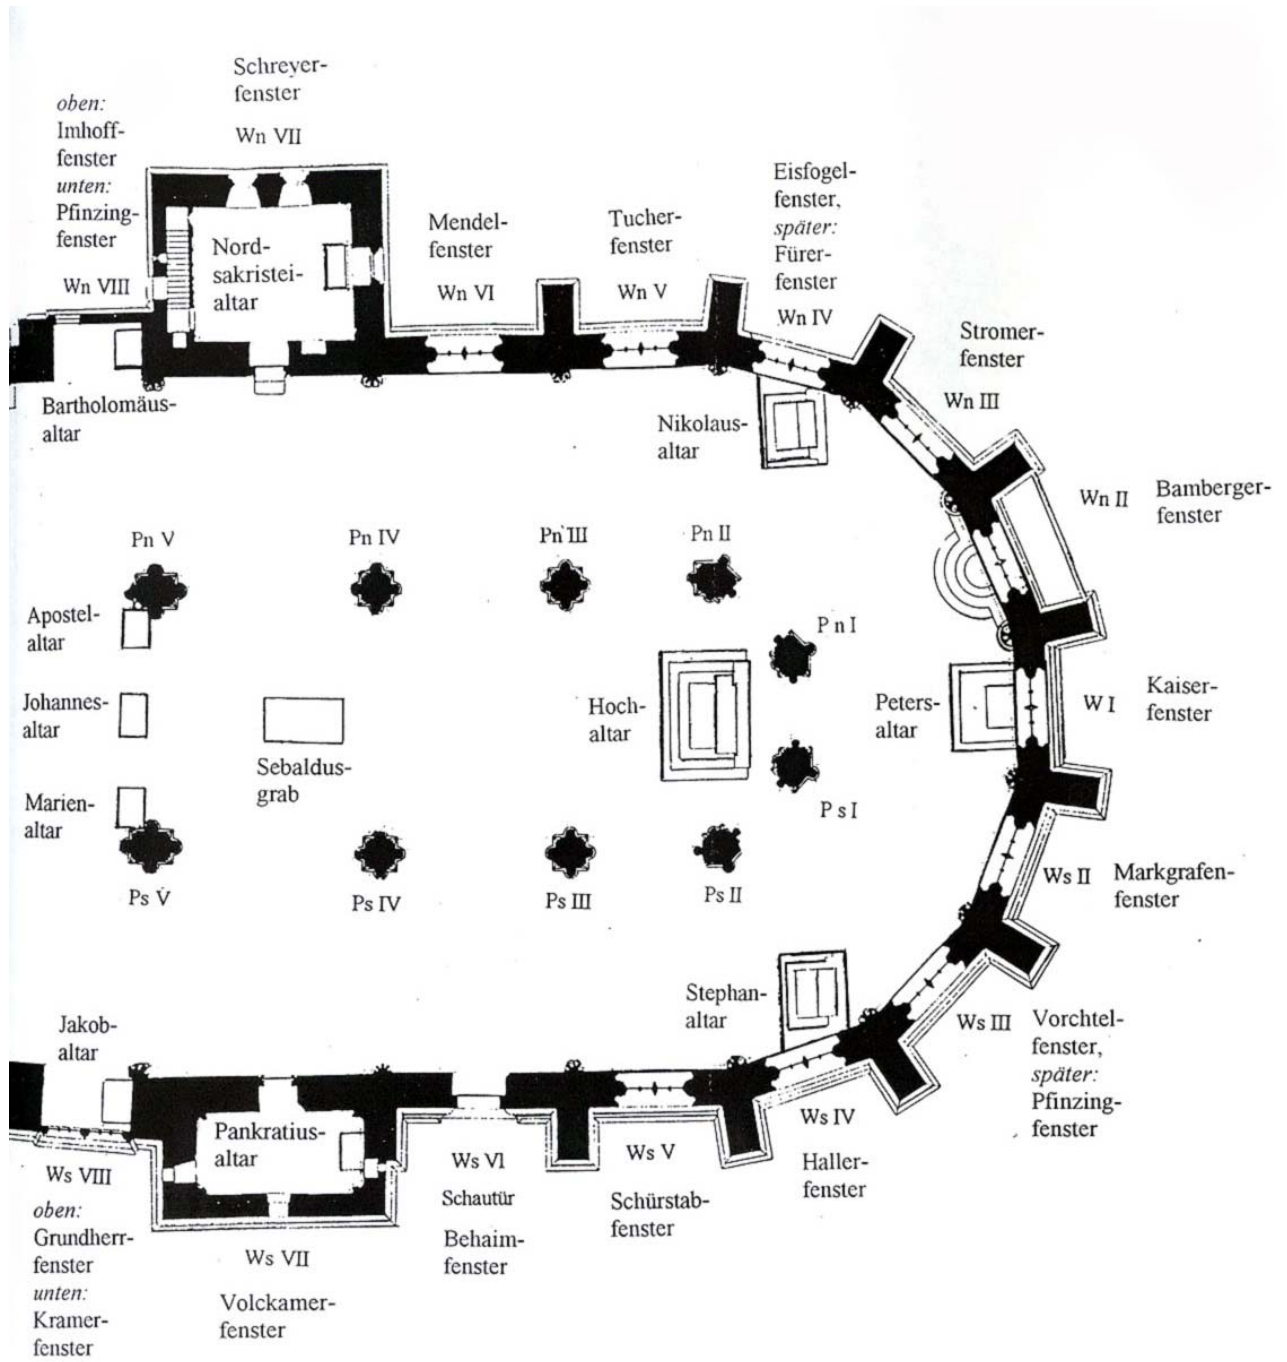 Schreyer-
fenster
Wn VII
oben:
Imhoff-
fenster
unten:
Pfinzing-
fenster
Wn VIII
Nord-
sakristei-
altar
Mendel-
fenster
Wn VI
Tucher-
fenster
Wn V
Eisfogel-
fenster,
später:
Fürer-
fenster
Wn IV
Stromer-
fenster
Wn III
Bartholomäus-
altar
Nikolaus-
altar
Wn II
Bamberger-
fenster
Pn V
Pn IV
Pn III
Pn II
Apostel-
altar
P n I
Johannes-
altar
Hoch-
altar
Peters-
altar
W I
Kaiser-
fenster
Sebaldus-
grab
Marien-
altar
P s I
Ps V
Ps IV
Ps III
Ps II
Ws II
Markgrafen-
fenster
Stephan-
altar
Jakob-
altar
Ws III
Vorchtel-
fenster,
später:
Pfinzing-
fenster
Pankratius-
altar
Ws VIII
oben:
Grundherr-
fenster
unten:
Kramer-
fenster
Ws VII
Volckamer-
fenster
Ws VI
Schautür
Behaim-
fenster
Ws V
Schürstab-
fenster
Ws IV
Haller-
fenster